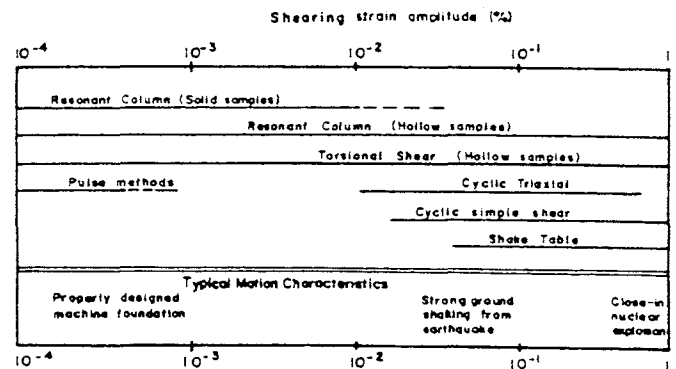 Shearing strain amplitude (%)
10⁻⁴ 10⁻³ 10⁻² 10⁻¹ 1
Resonant Column (Solid samples)
Resonant Column (Hollow samples)
Torsional Shear (Hollow samples)
Pulse methods Cyclic Triaxial
Cyclic simple shear
Shake Table
Typical Motion Characteristics
Properly designed
machine foundation
Strong ground
shaking from
earthquake
Close-in
nuclear
explosion
10⁻⁴ 10⁻³ 10⁻² 10⁻¹ 1